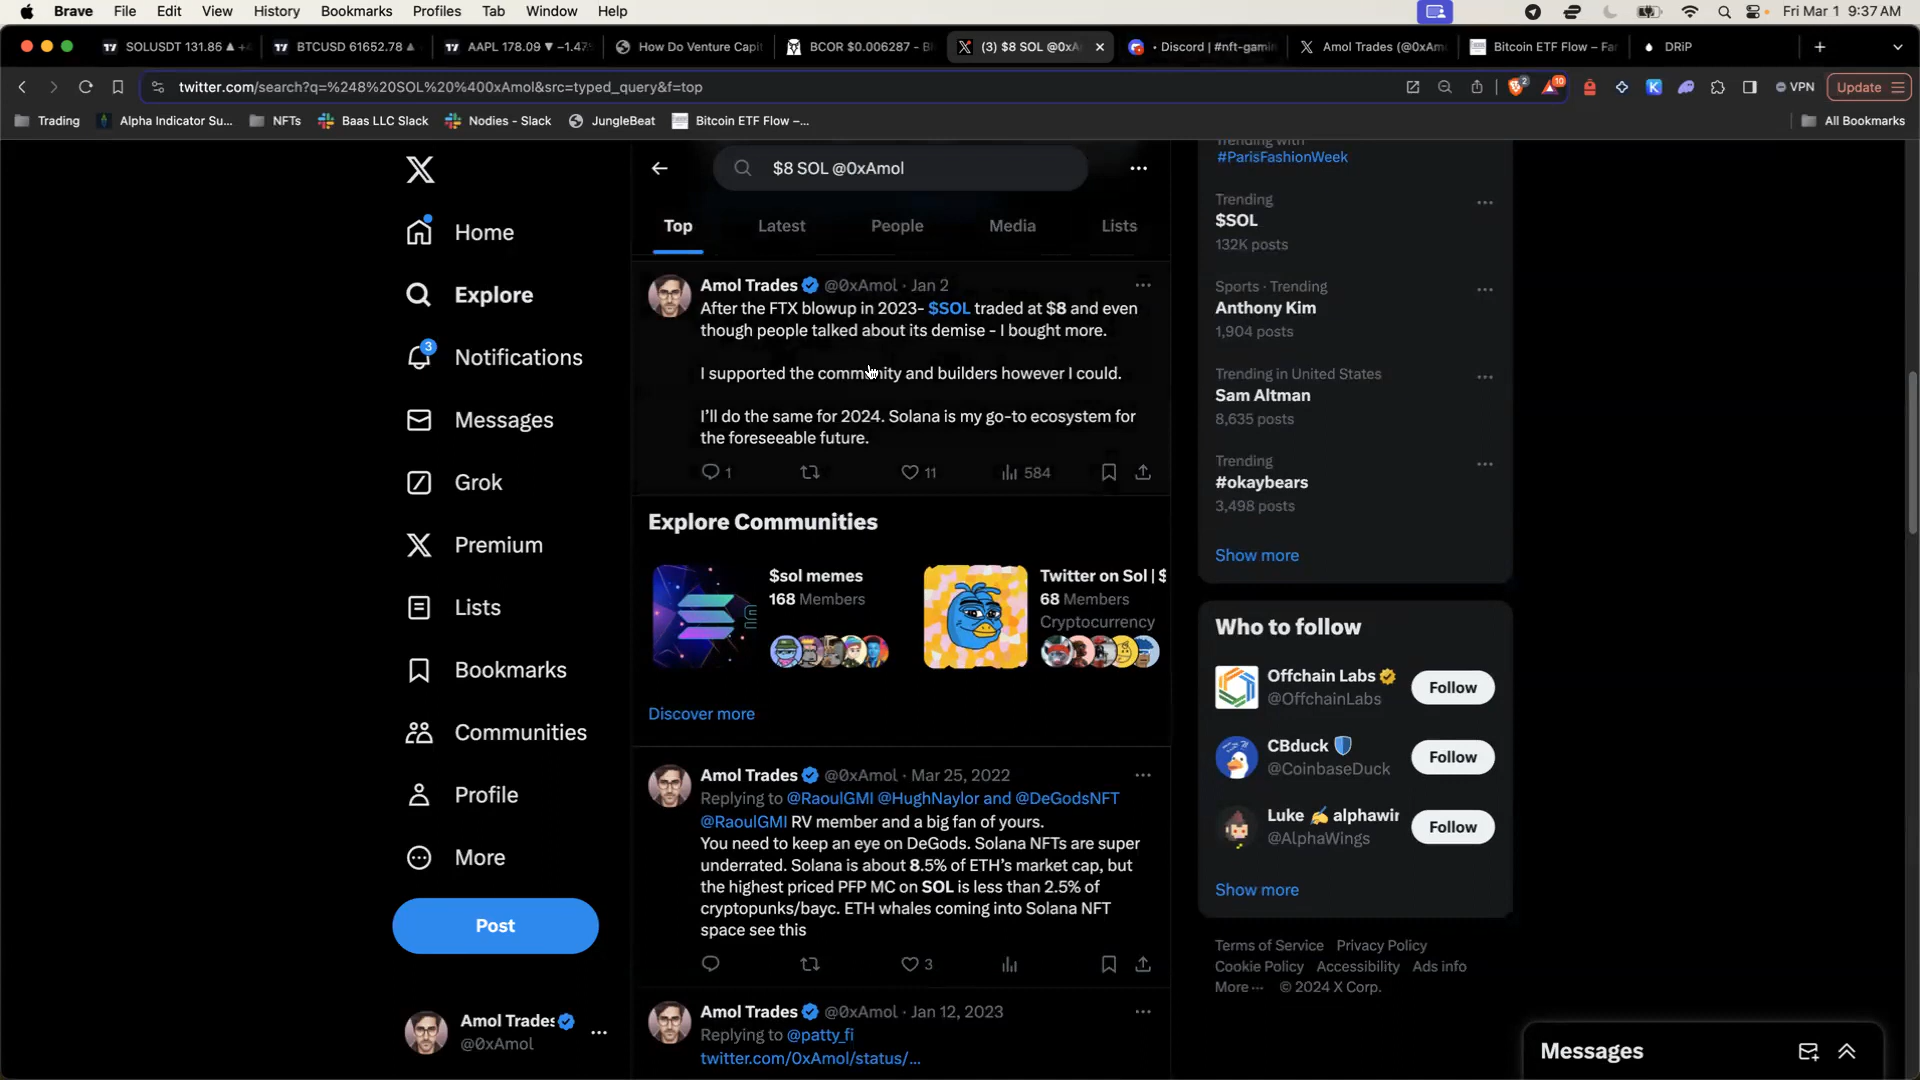 Brave File Edit View History Bookmarks Profiles Tab Window Help
Fri Mar 1 9:37 AM
SOLUSDT 131.86 ▲
BTCUSD 61652.78 ▲
AAPL 178.09 ▼ −1.47
How Do Venture Capi
BCOR $0.006287 -
(3) $8 SOL @0xA
• Discord | #nft-gamin
Amol Trades (@0xAm
Bitcoin ETF Flow – Fa
DRiP
twitter.com/search?q=%248%20SOL%20%400xAmol&src=typed_query&f=top
2
10
VPN
Update
Trading
Alpha Indicator Su...
NFTs
Baas LLC Slack
Nodies - Slack
JungleBeat
Bitcoin ETF Flow –...
All Bookmarks
Home
Explore
3
Notifications
Messages
Grok
Premium
Lists
Bookmarks
Communities
Profile
More
Post
Amol Trades
@0xAmol
$8 SOL @0xAmol
Top Latest People Media Lists
Amol Trades @0xAmol · Jan 2
After the FTX blowup in 2023- $SOL traded at $8 and even
though people talked about its demise - I bought more.
I supported the community and builders however I could.
I'll do the same for 2024. Solana is my go-to ecosystem for
the foreseeable future.
1 11 584
Explore Communities
$sol memes
168 Members
Twitter on Sol | $
68 Members
Cryptocurrency
Discover more
Amol Trades @0xAmol · Mar 25, 2022
Replying to @RaoulGMI @HughNaylor and @DeGodsNFT
@RaoulGMI RV member and a big fan of yours.
You need to keep an eye on DeGods. Solana NFTs are super
underrated. Solana is about 8.5% of ETH's market cap, but
the highest priced PFP MC on SOL is less than 2.5% of
cryptopunks/bayc. ETH whales coming into Solana NFT
space see this
3
Amol Trades @0xAmol · Jan 12, 2023
Replying to @patty_fi
twitter.com/0xAmol/status/...
Trending with
#ParisFashionWeek
Trending
$SOL
132K posts
Sports · Trending
Anthony Kim
1,904 posts
Trending in United States
Sam Altman
8,635 posts
Trending
#okaybears
3,498 posts
Show more
Who to follow
Offchain Labs
@OffchainLabs
Follow
CBduck
@CoinbaseDuck
Follow
Luke ✍️ alphawin
@AlphaWings
Follow
Show more
Terms of Service Privacy Policy
Cookie Policy Accessibility Ads info
More ··· © 2024 X Corp.
Messages